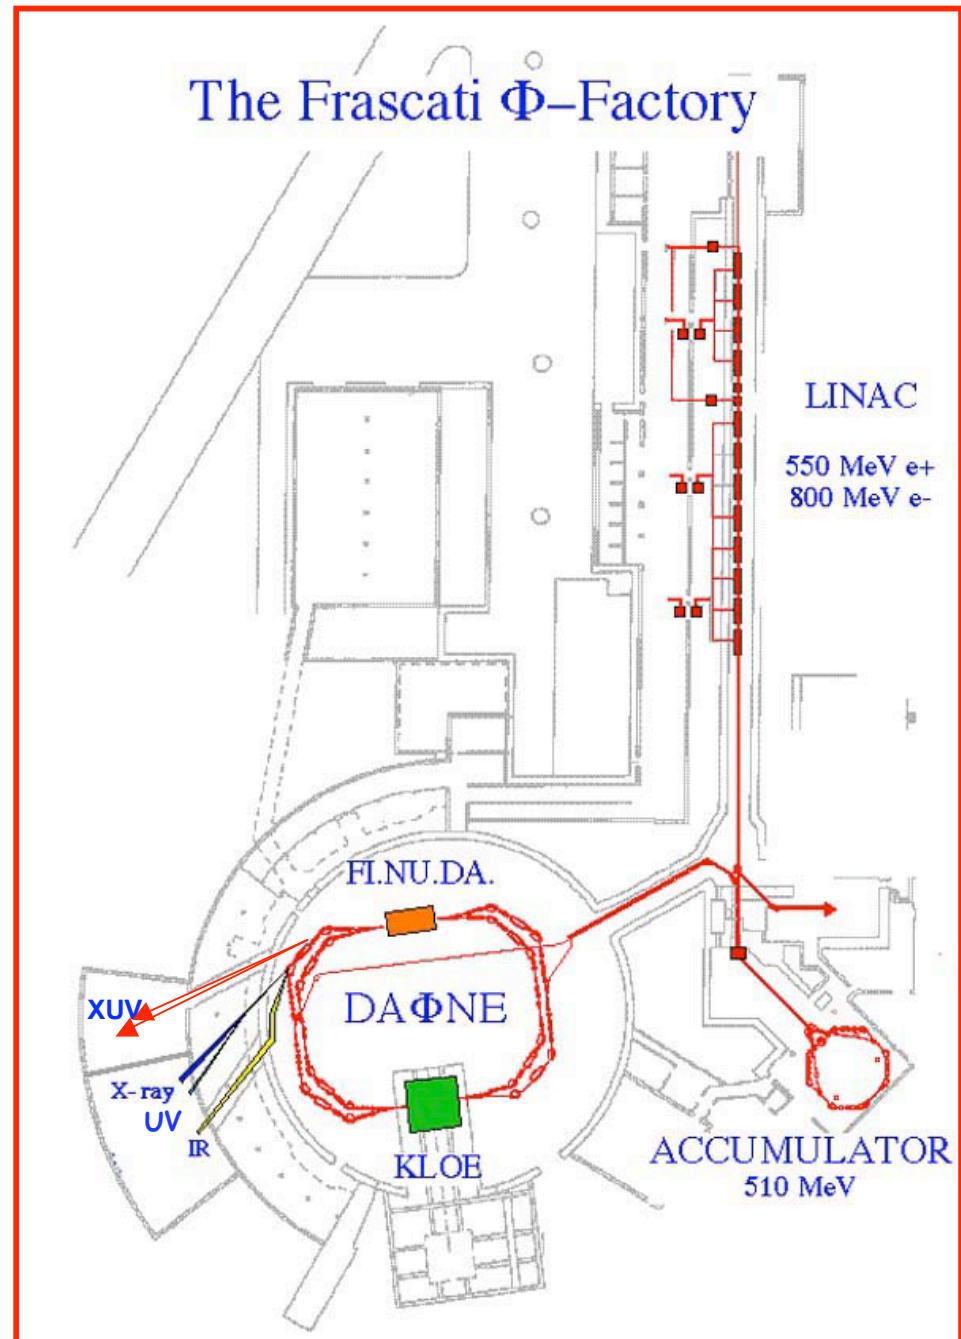 The Frascati Φ–Factory
LINAC
550 MeV e+
800 MeV e-
FI.NU.DA.
DAΦNE
XUV
X- ray
UV
IR
KLOE
ACCUMULATOR
510 MeV